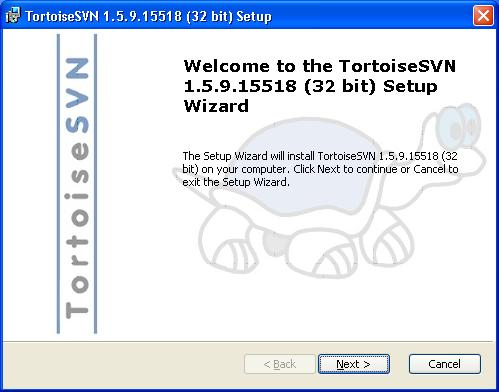 TortoiseSVN 1.5.9.15518 (32 bit) Setup
TortoiseSVN
Welcome to the TortoiseSVN
1.5.9.15518 (32 bit) Setup
Wizard
The Setup Wizard will install TortoiseSVN 1.5.9.15518 (32
bit) on your computer. Click Next to continue or Cancel to
exit the Setup Wizard.
< Back
Next >
Cancel